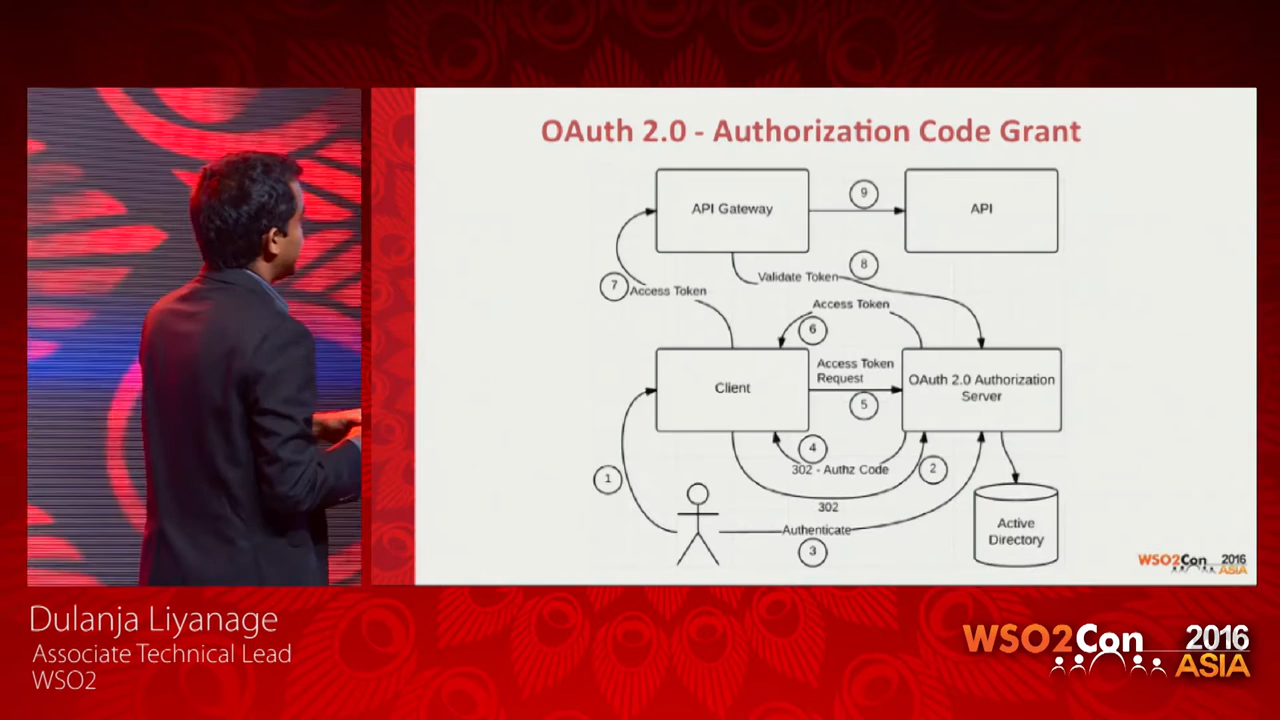 OAuth 2.0 - Authorization Code Grant
API Gateway
9
API
8
Validate Token
7
Access Token
Access Token
6
Client
Access Token
Request
5
OAuth 2.0 Authorization
Server
4
302 - Authz Code
2
1
302
Authenticate
3
Active
Directory
WSO2Con 2016
ASIA
Dulanja Liyanage
Associate Technical Lead
WSO2
WSO2Con 2016
ASIA